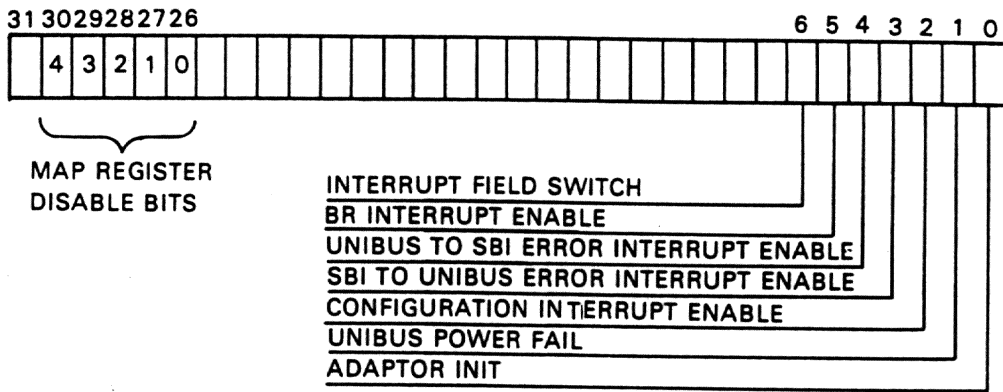 31 30 29 28 27 26 6 5 4 3 2 1 0
4 3 2 1 0
MAP REGISTER
DISABLE BITS
INTERRUPT FIELD SWITCH
BR INTERRUPT ENABLE
UNIBUS TO SBI ERROR INTERRUPT ENABLE
SBI TO UNIBUS ERROR INTERRUPT ENABLE
CONFIGURATION INTERRUPT ENABLE
UNIBUS POWER FAIL
ADAPTOR INIT